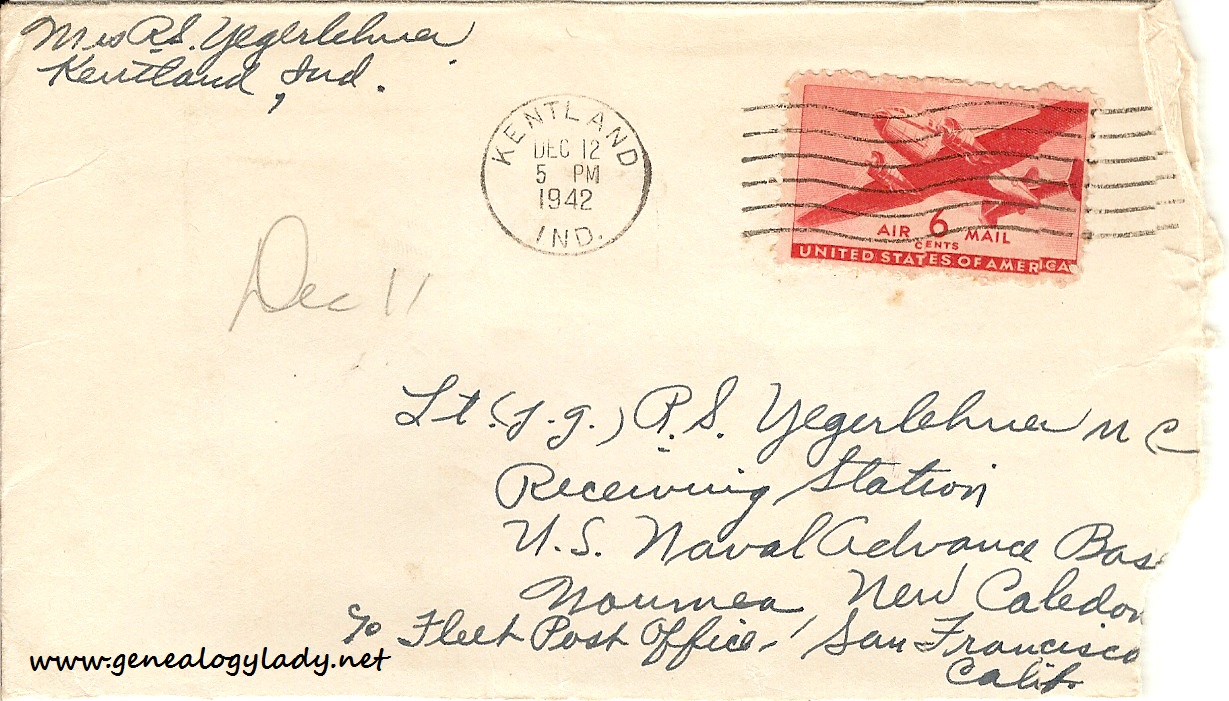 Mrs R.S. Yegerlehner
Kentland, Ind.
KENTLAND
DEC 12
5 PM
1942
IND.
AIR 6 MAIL
CENTS
UNITED STATES OF AMERICA
Dec 11
Lt. (j.g.) R.S. Yegerlehner M C
Receiving Station
U.S. Naval Advance Bas
Noumea, New Caledon
c/o Fleet Post Office, San Francisco
Calif.
www.genealogylady.net